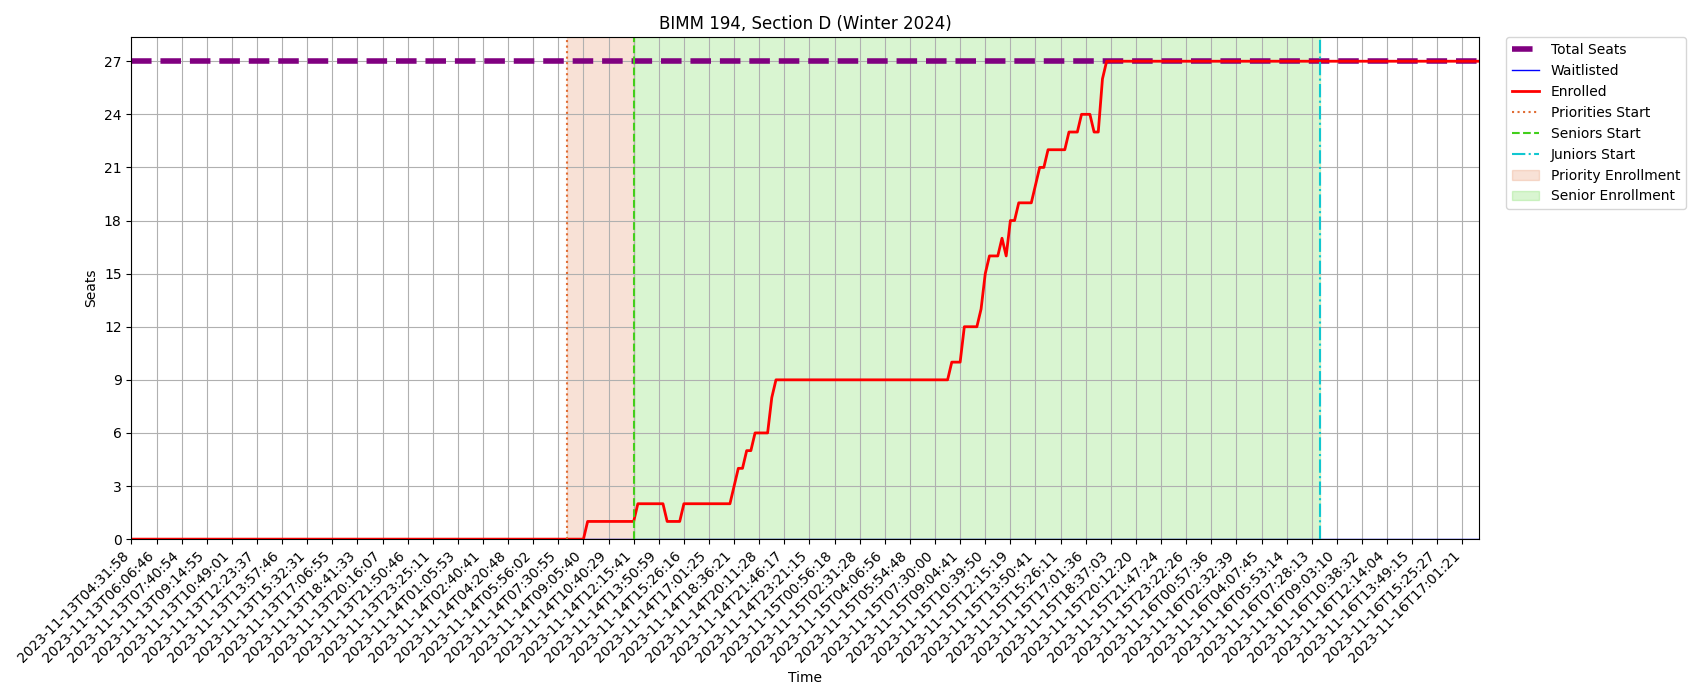 BIMM 194, Section D (Winter 2024)
Total Seats
Waitlisted
Enrolled
Priorities Start
Seniors Start
Juniors Start
Priority Enrollment
Senior Enrollment
Seats
27
24
21
18
15
12
9
6
3
0
2023-11-13T04:31:58
2023-11-13T06:06:46
2023-11-13T07:40:54
2023-11-13T09:14:55
2023-11-13T10:49:01
2023-11-13T12:23:37
2023-11-13T13:57:46
2023-11-13T15:32:31
2023-11-13T17:06:55
2023-11-13T18:41:33
2023-11-13T20:16:07
2023-11-13T21:50:46
2023-11-13T23:25:11
2023-11-14T01:05:53
2023-11-14T02:40:41
2023-11-14T04:20:48
2023-11-14T05:56:02
2023-11-14T07:30:55
2023-11-14T09:05:40
2023-11-14T10:40:29
2023-11-14T12:15:41
2023-11-14T13:50:59
2023-11-14T15:26:16
2023-11-14T17:01:25
2023-11-14T18:36:21
2023-11-14T20:11:28
2023-11-14T21:46:17
2023-11-14T23:21:15
2023-11-15T00:56:18
2023-11-15T02:31:28
2023-11-15T04:06:56
2023-11-15T05:54:48
2023-11-15T07:30:00
2023-11-15T09:04:41
2023-11-15T10:39:50
2023-11-15T12:15:19
2023-11-15T13:50:41
2023-11-15T15:26:11
2023-11-15T17:01:36
2023-11-15T18:37:03
2023-11-15T20:12:20
2023-11-15T21:47:24
2023-11-15T23:22:26
2023-11-16T00:57:36
2023-11-16T02:32:39
2023-11-16T04:07:45
2023-11-16T05:53:14
2023-11-16T07:28:13
2023-11-16T09:03:10
2023-11-16T10:38:32
2023-11-16T12:14:04
2023-11-16T13:49:15
2023-11-16T15:25:27
2023-11-16T17:01:21
Time